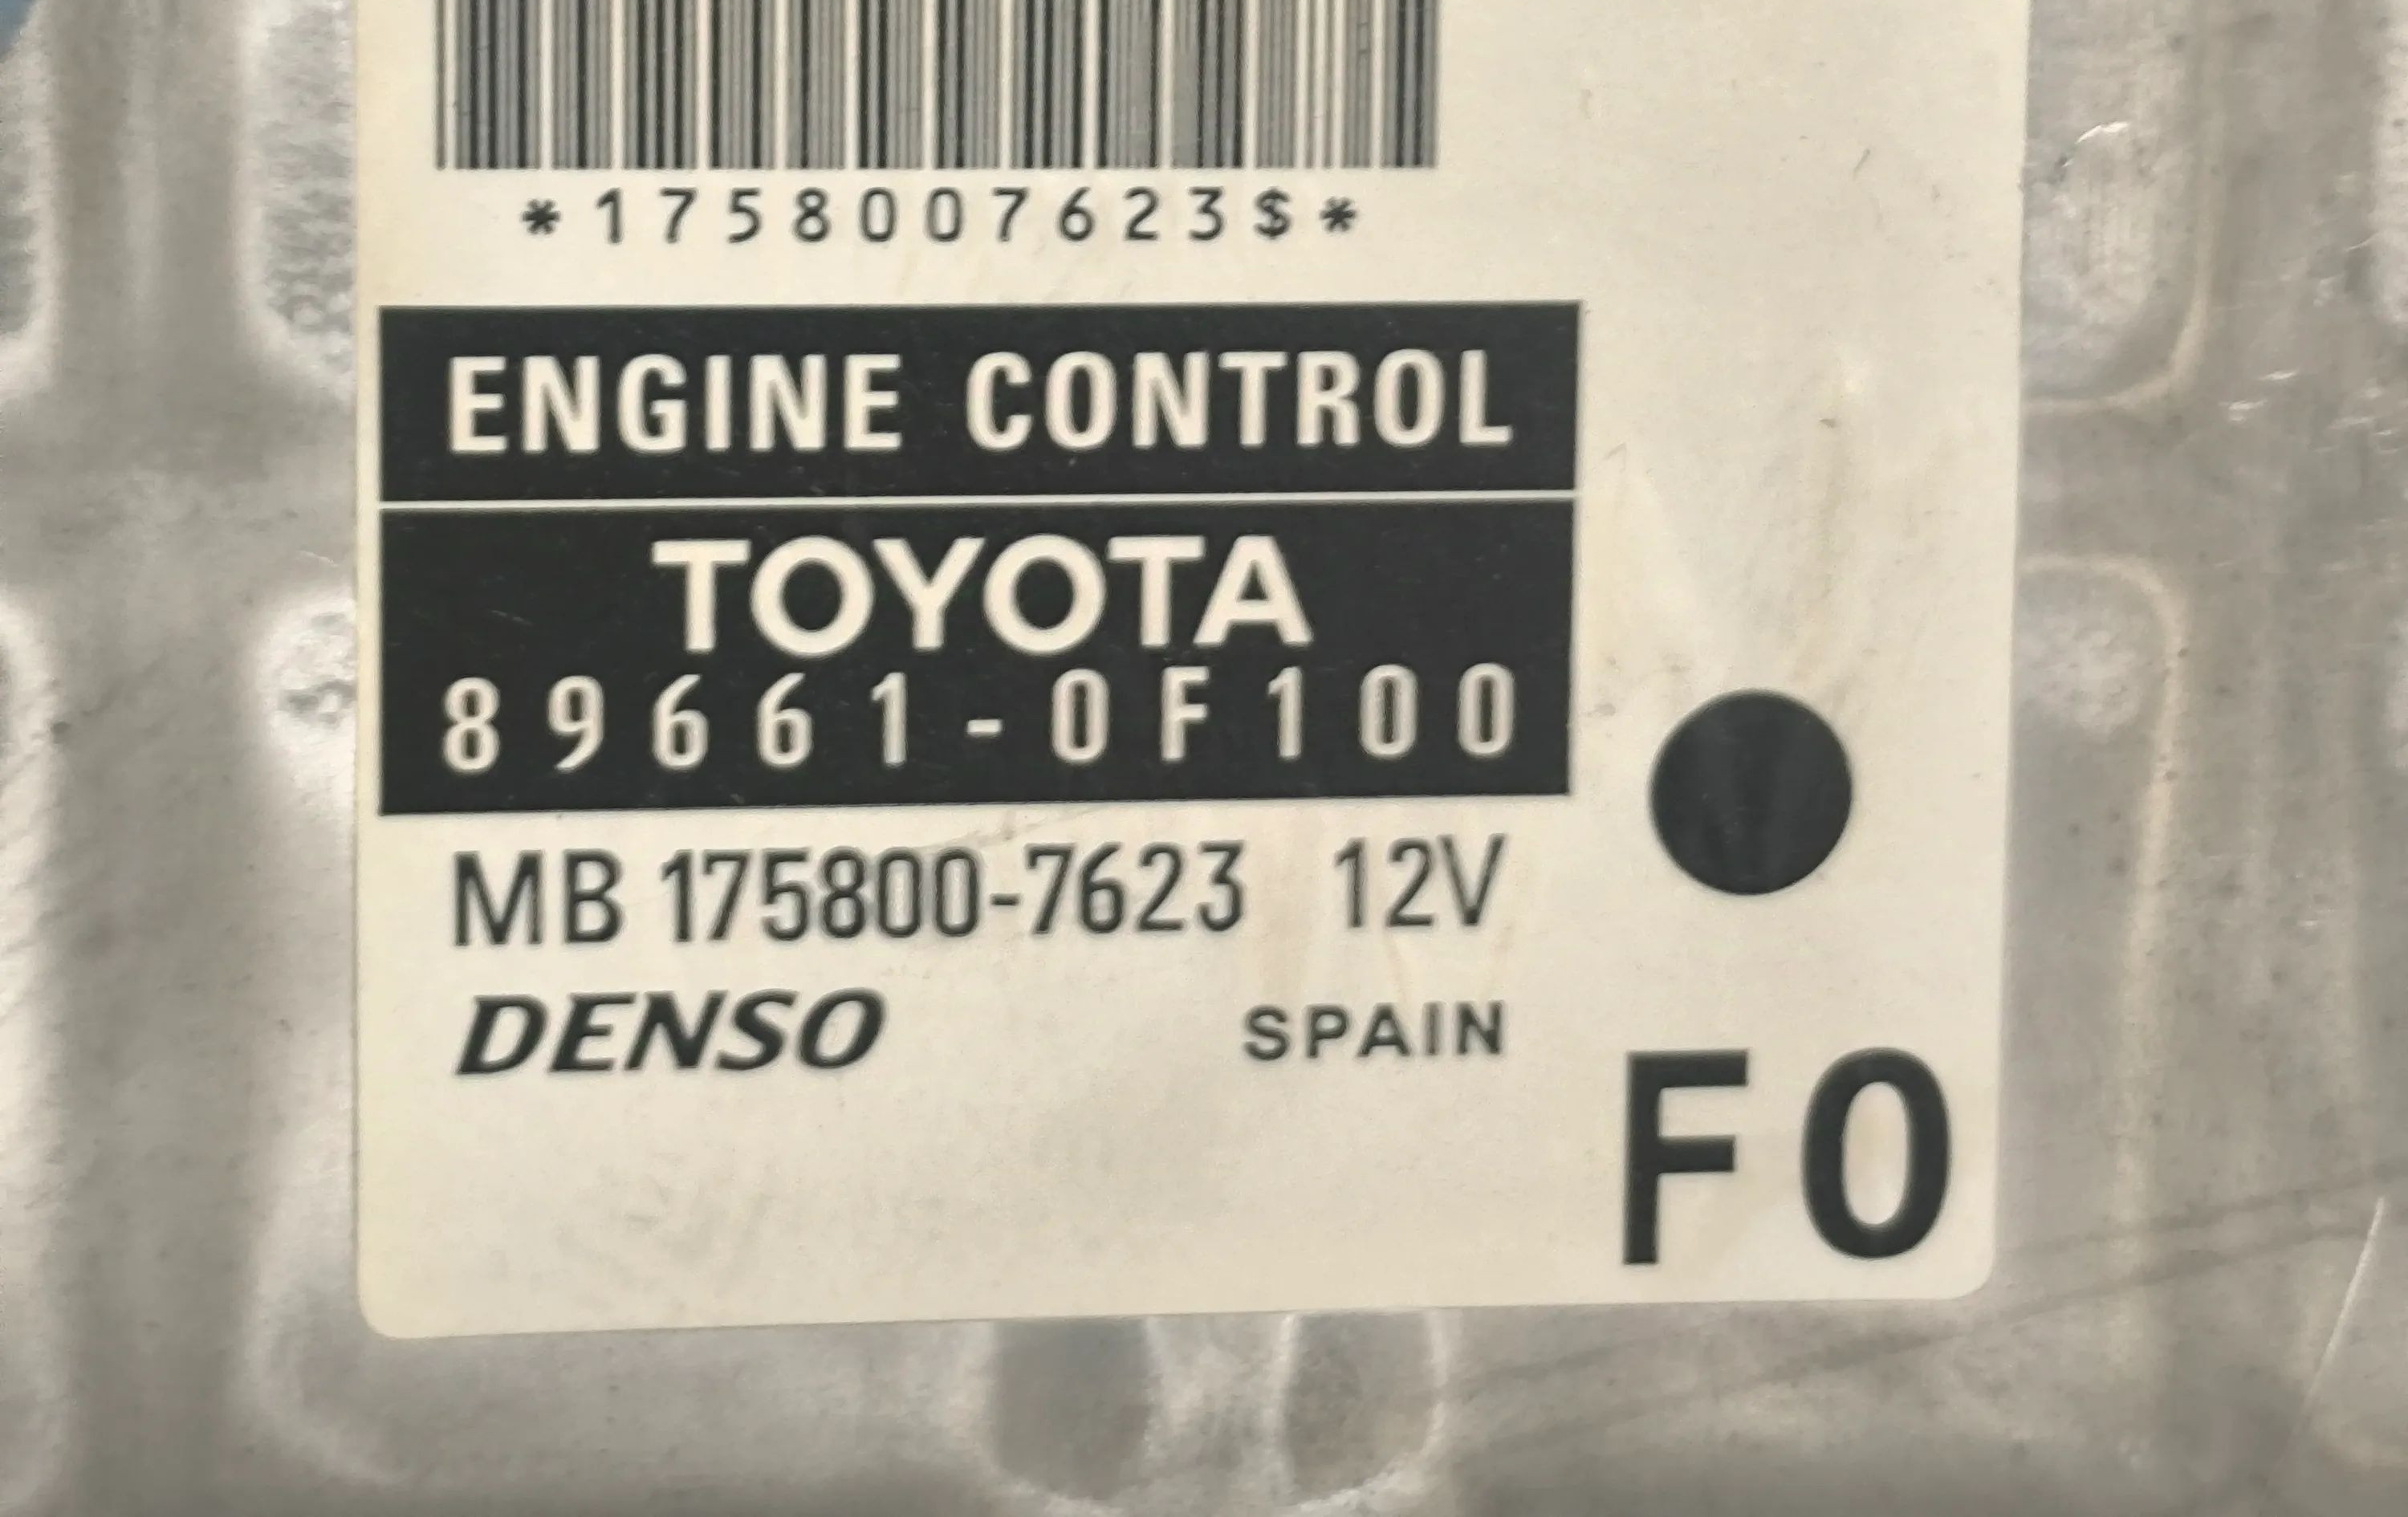 *1758007623$*
ENGINE CONTROL
TOYOTA
89661-0F100
MB 175800-7623 12V
DENSO SPAIN
F0